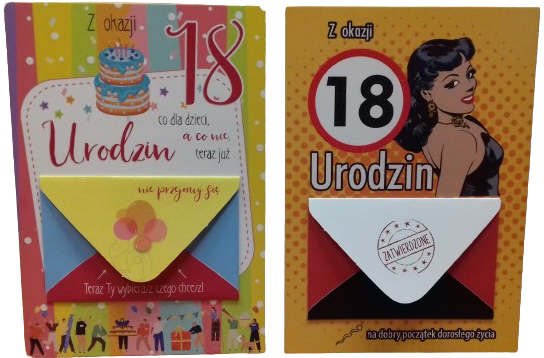 Z okazji
18
co dla dzieci,
a co nie,
Urodzin teraz już
nie przejmuj się
Teraz Ty wybierasz czego chcesz!
Z okazji
18
Urodzin
ZATWIERDZONE
na dobry początek dorosłego życia